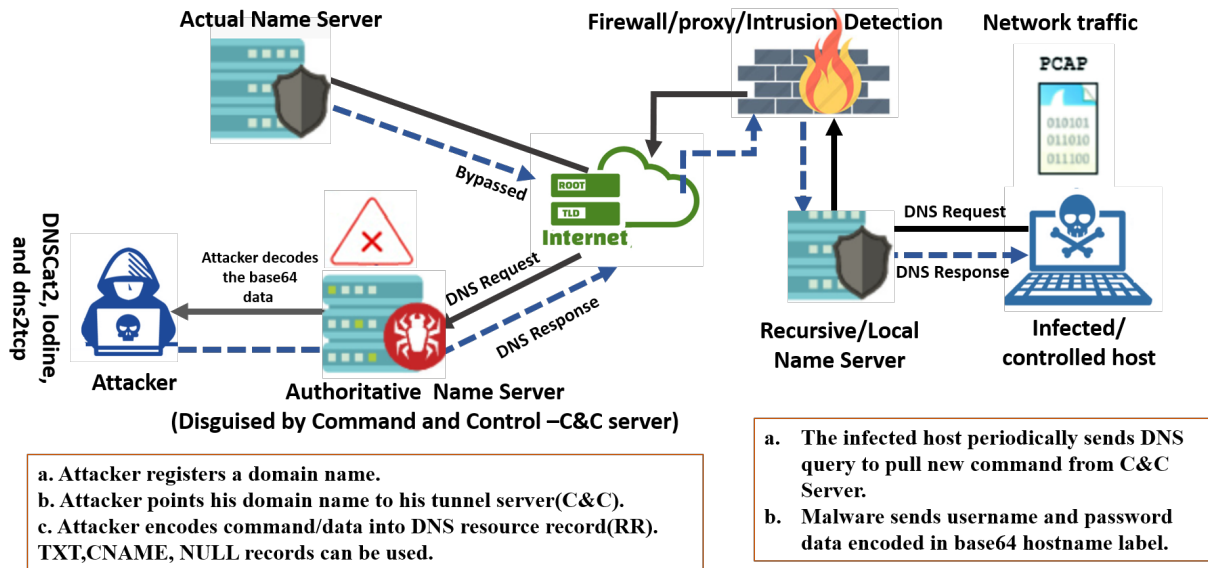 Actual Name Server
Firewall/proxy/Intrusion Detection
Network traffic
PCAP
010101
011010
011100
Bypassed
ROOT
TLD
Internet
DNS Request
DNS Response
Recursive/Local
Name Server
Infected/
controlled host
DNSCat2, Iodine,
and dns2tcp
Attacker decodes
the base64
data
DNS Request
DNS Response
Attacker
Authoritative Name Server
(Disguised by Command and Control –C&C server)
a. Attacker registers a domain name.
b. Attacker points his domain name to his tunnel server(C&C).
c. Attacker encodes command/data into DNS resource record(RR).
TXT,CNAME, NULL records can be used.
a. The infected host periodically sends DNS
query to pull new command from C&C
Server.
b. Malware sends username and password
data encoded in base64 hostname label.